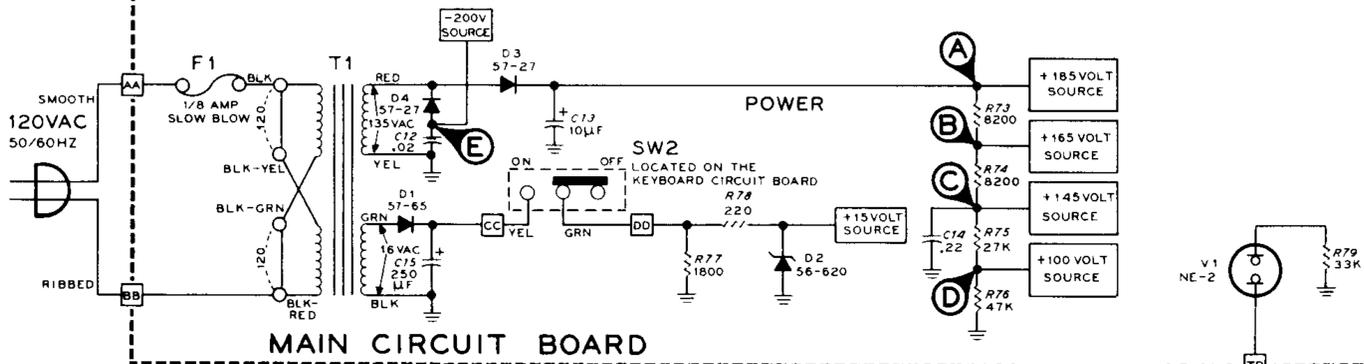 -200V
SOURCE
F1
T1
D3
57-27
A
AA
BLK
RED
+185 VOLT
SOURCE
SMOOTH
1/8 AMP
SLOW BLOW
D4
57-27
POWER
R73
8200
120VAC
50/60HZ
120
135VAC
C12
.02
+
C13
10µF
E
B
+165 VOLT
SOURCE
SW2
ON
OFF
LOCATED ON THE
KEYBOARD CIRCUIT BOARD
BLK-YEL
YEL
R74
8200
D1
57-65
C
BLK-GRN
GRN
R78
220
+145 VOLT
SOURCE
CC
YEL
GRN
DD
+15 VOLT
SOURCE
C14
.22
R75
27K
120
16 VAC
C15
250
µF
+
R77
1800
D2
56-620
+100 VOLT
SOURCE
V1
NE-2
R79
33K
RIBBED
BB
BLK-
RED
BLK
D
R76
47K
MAIN CIRCUIT BOARD